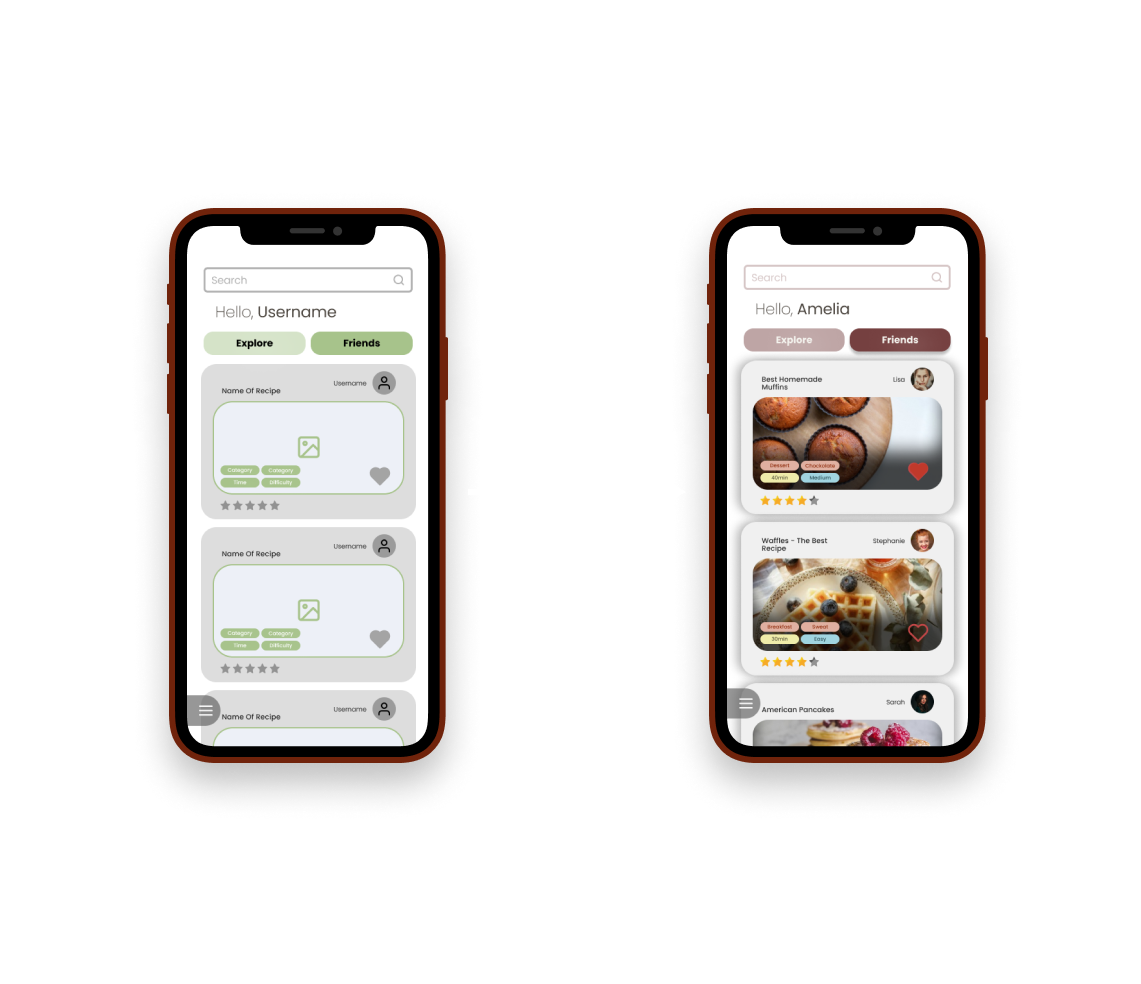 Search
Hello, Username
Explore
Friends
Username
Name Of Recipe
Category
Category
Time
Difficulty
Username
Name Of Recipe
Category
Category
Time
Difficulty
Username
Name Of Recipe
Search
Hello, Amelia
Explore
Friends
Best Homemade
Muffins
Lisa
Dessert
Chockolate
40min
Medium
Waffles - The Best
Recipe
Stephanie
Breakfast
Sweat
30min
Easy
Sarah
American Pancakes